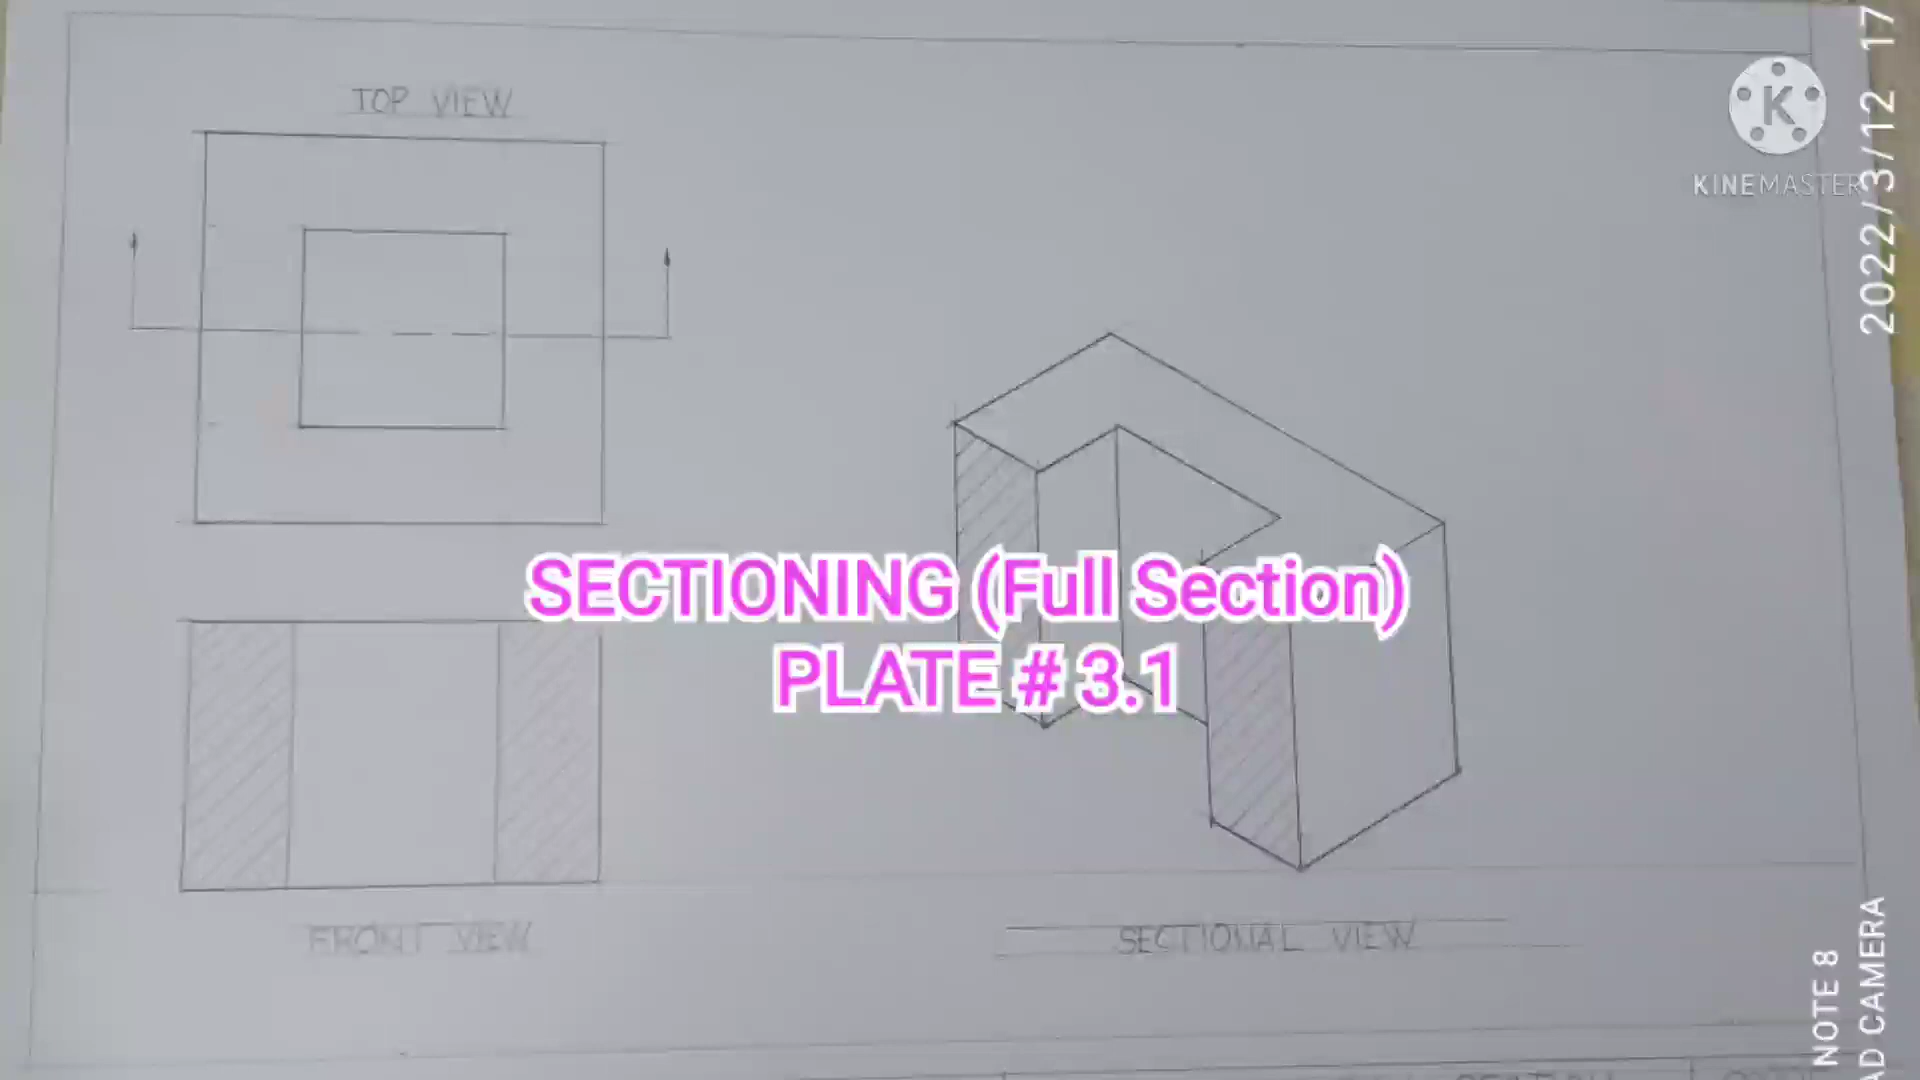 TOP VIEW
KINEMASTER
2022/3/12 17
SECTIONING (Full Section)
PLATE # 3.1
FRONT VIEW
SECTIONAL VIEW
NOTE 8
AD CAMERA